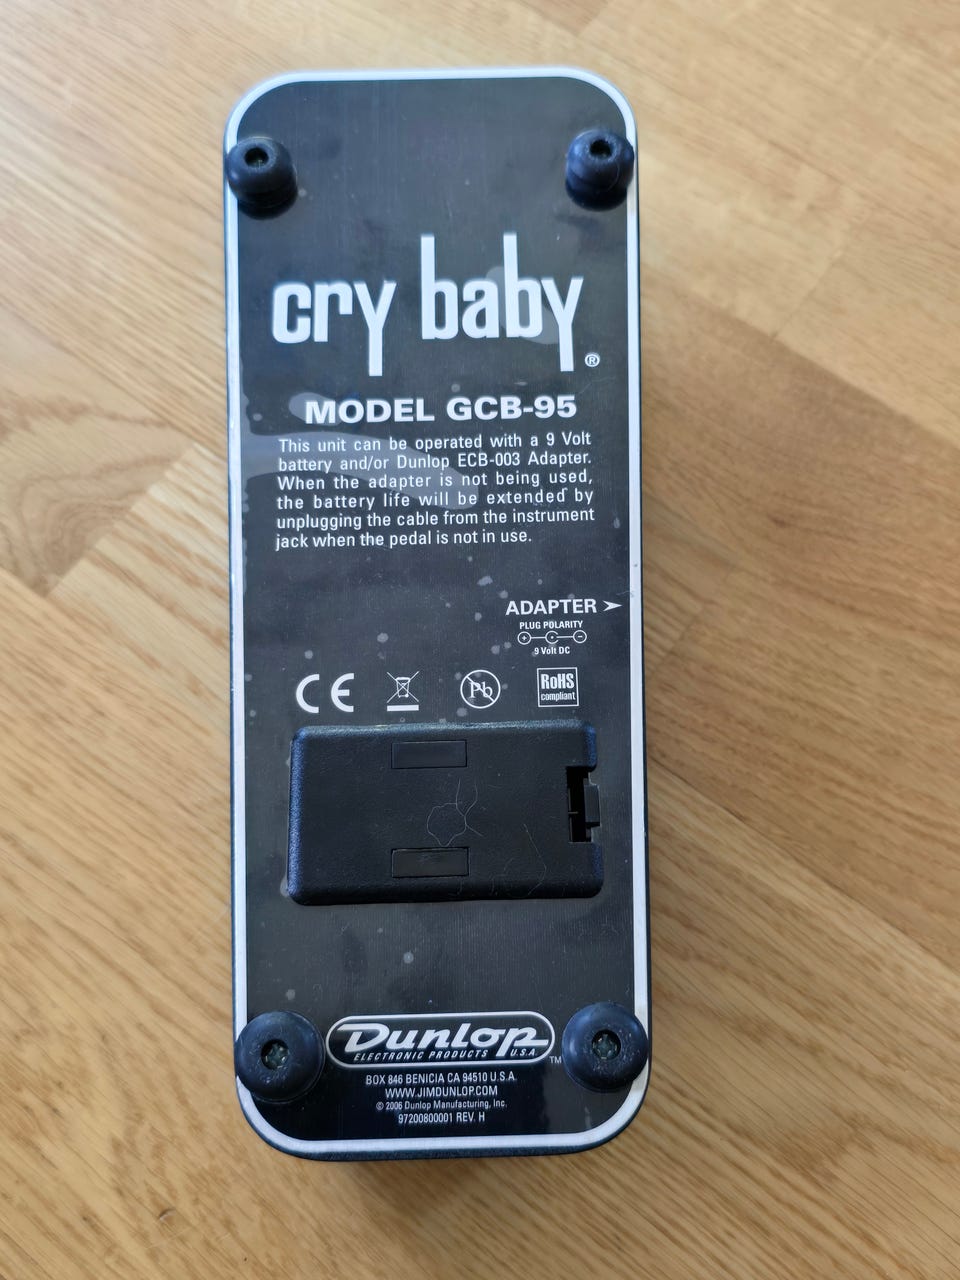 cry baby®
MODEL GCB-95
This unit can be operated with a 9 Volt
battery and/or Dunlop ECB-003 Adapter.
When the adapter is not being used,
the battery life will be extended by
unplugging the cable from the instrument
jack when the pedal is not in use.
ADAPTER
PLUG POLARITY
+ C -
9 Volt DC
CE
Pb
RoHS
compliant
Dunlop
ELECTRONIC PRODUCTS U.S.A. TM
BOX 846 BENICIA CA 94510 U.S.A.
WWW.JIMDUNLOP.COM
© 2006 Dunlop Manufacturing, Inc.
97200800001 REV. H